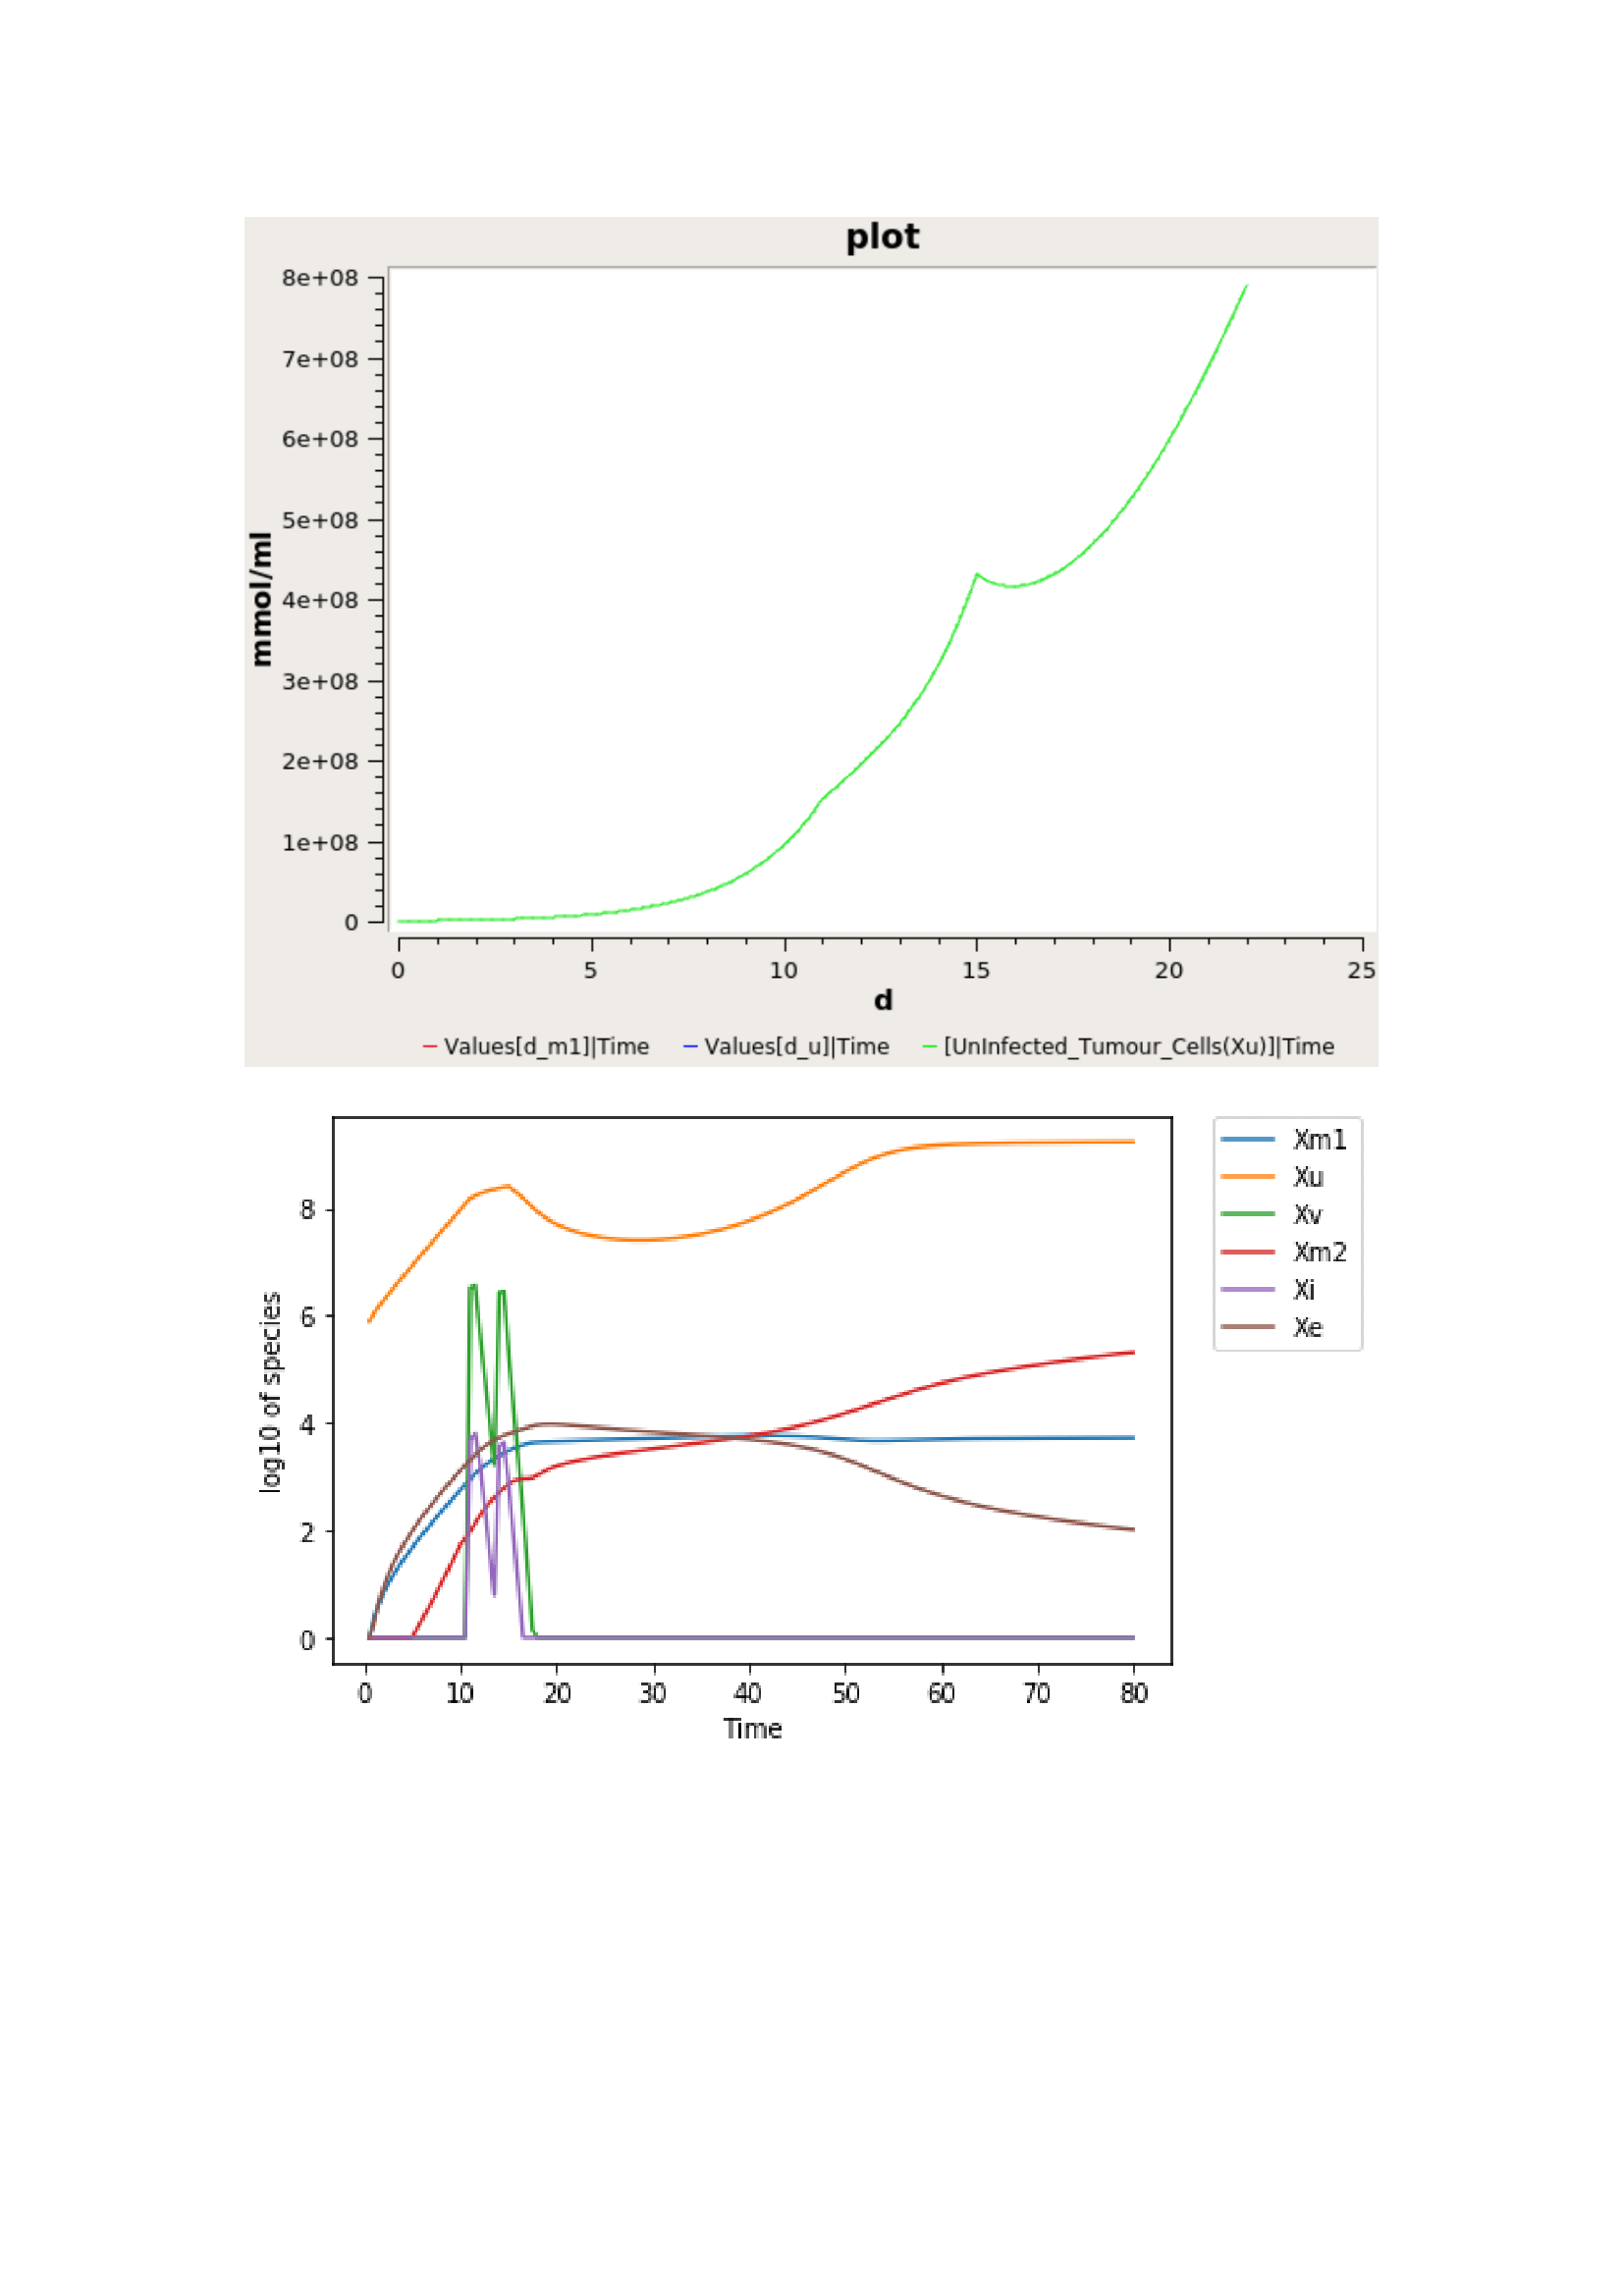 plot
8e+08
7e+08
6e+08
5e+08
4e+08
3e+08
2e+08
1e+08
0
mmol/ml
0 5 10 15 20 25
d
Values[d_m1]|Time Values[d_u]|Time [UnInfected_Tumour_Cells(Xu)]|Time
Xm1
Xu
Xv
Xm2
Xi
Xe
8
6
4
2
0
log10 of species
0 10 20 30 40 50 60 70 80
Time